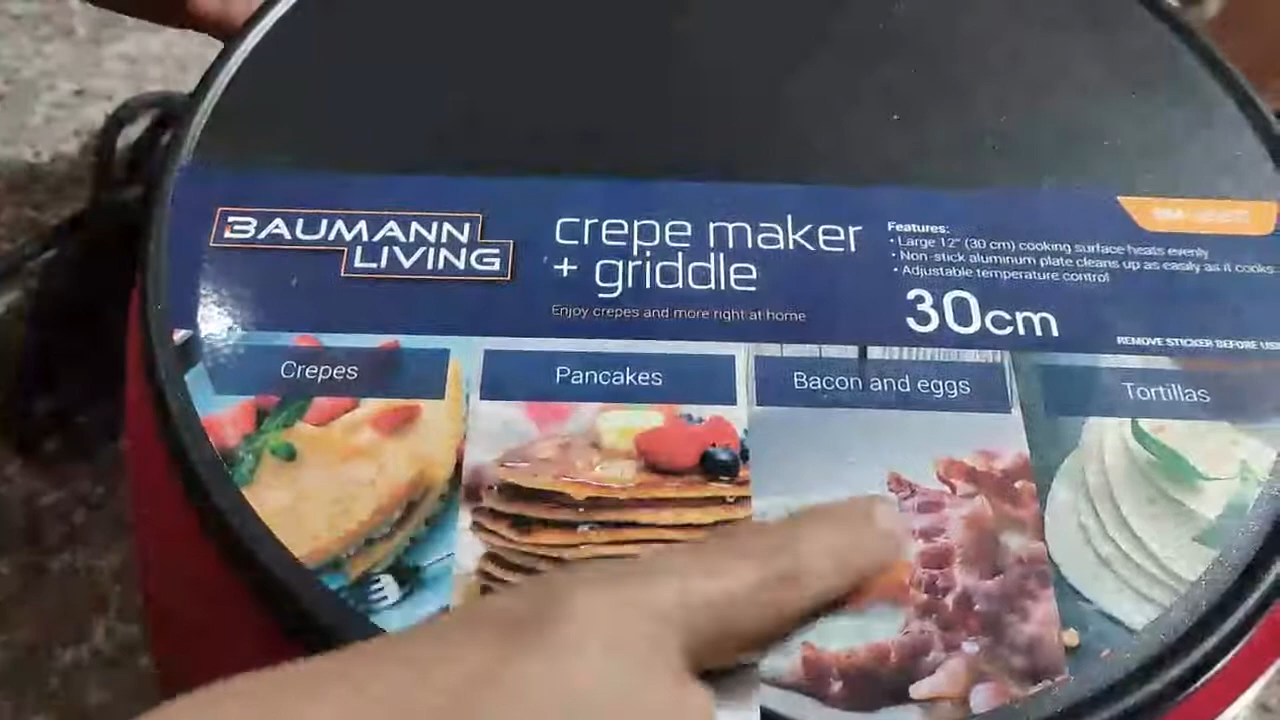 BAUMANN
LIVING
crepe maker
+ griddle
Enjoy crepes and more right at home
Features:
• Large 12" (30 cm) cooking surface heats evenly
• Non-stick aluminum plate cleans up as easily as it cooks
• Adjustable temperature control
30cm
REMOVE STICKER BEFORE
Crepes
Pancakes
Bacon and eggs
Tortillas